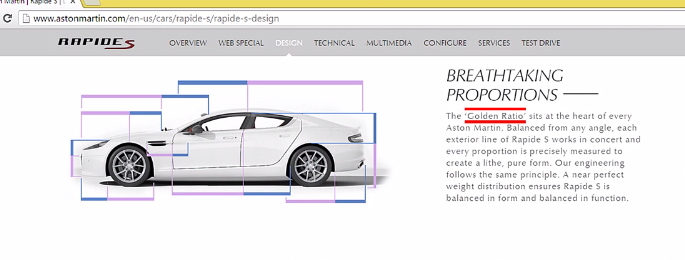 n Martin | Rapide S |
www.astonmartin.com/en-us/cars/rapide-s/rapide-s-design
RAPIDE S
OVERVIEW WEB SPECIAL DESIGN TECHNICAL MULTIMEDIA CONFIGURE SERVICES TEST DRIVE
BREATHTAKING
PROPORTIONS
The 'Golden Ratio' sits at the heart of every
Aston Martin. Balanced from any angle, each
exterior line of Rapide S works in concert and
every proportion is precisely measured to
create a lithe, pure form. Our engineering
follows the same principle. A near perfect
weight distribution ensures Rapide S is
balanced in form and balanced in function.